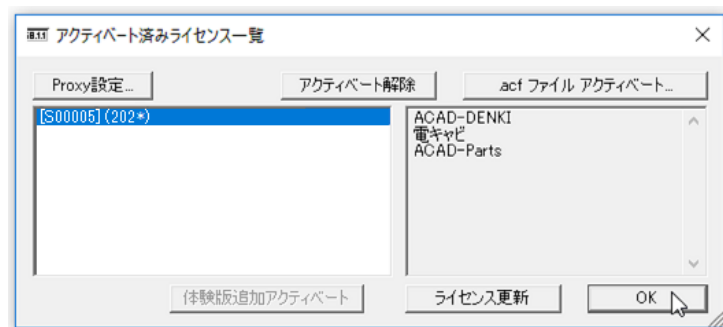 アクティベート済みライセンス一覧
Proxy設定...
アクティベート解除
acf ファイル アクティベート...
[S00005](202*)
ACAD-DENKI
電キャビ
ACAD-Parts
体験版追加アクティベート
ライセンス更新
OK